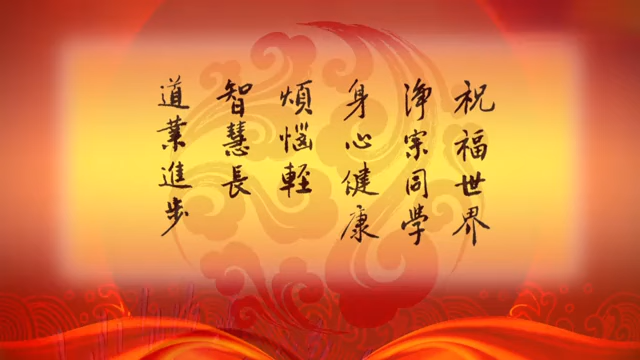 祝福世界
淨宗同學
身心健康
煩惱輕
智慧長
道業進步